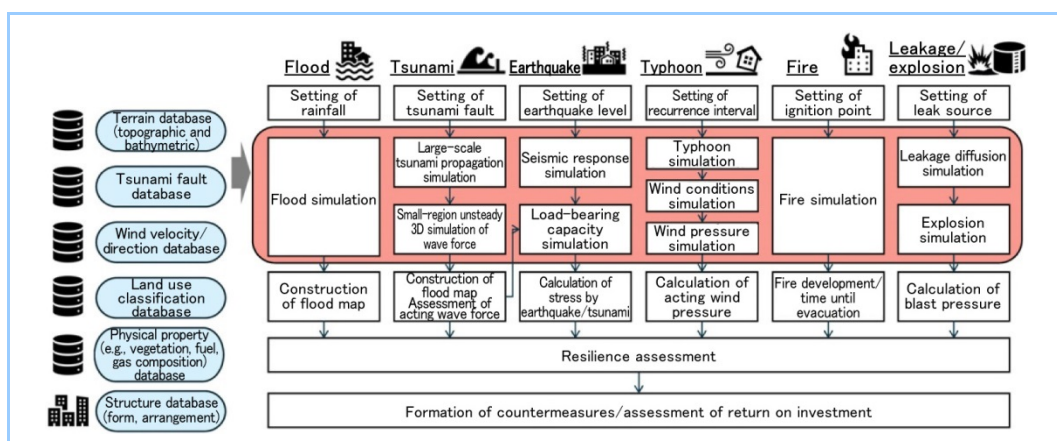 Flood
Tsunami
Earthquake
Typhoon
Fire
Leakage/
explosion
Setting of
rainfall
Setting of
tsunami fault
Setting of
earthquake level
Setting of
recurrence interval
Setting of
ignition point
Setting of
leak source
Terrain database
(topographic and
bathymetric)
Tsunami fault
database
Wind velocity/
direction database
Land use
classification
database
Physical property
(e.g., vegetation, fuel,
gas composition)
database
Structure database
(form, arrangement)
Flood simulation
Large-scale
tsunami propagation
simulation
Small-region unsteady
3D simulation of
wave force
Seismic response
simulation
Load-bearing
capacity
simulation
Typhoon
simulation
Wind conditions
simulation
Wind pressure
simulation
Fire simulation
Leakage diffusion
simulation
Explosion
simulation
Construction
of flood map
Construction of
flood map
Assessment of
acting wave force
Calculation of
stress by
earthquake/tsunami
Calculation of
acting wind
pressure
Fire development/
time until
evacuation
Calculation of
blast pressure
Resilience assessment
Formation of countermeasures/assessment of return on investment